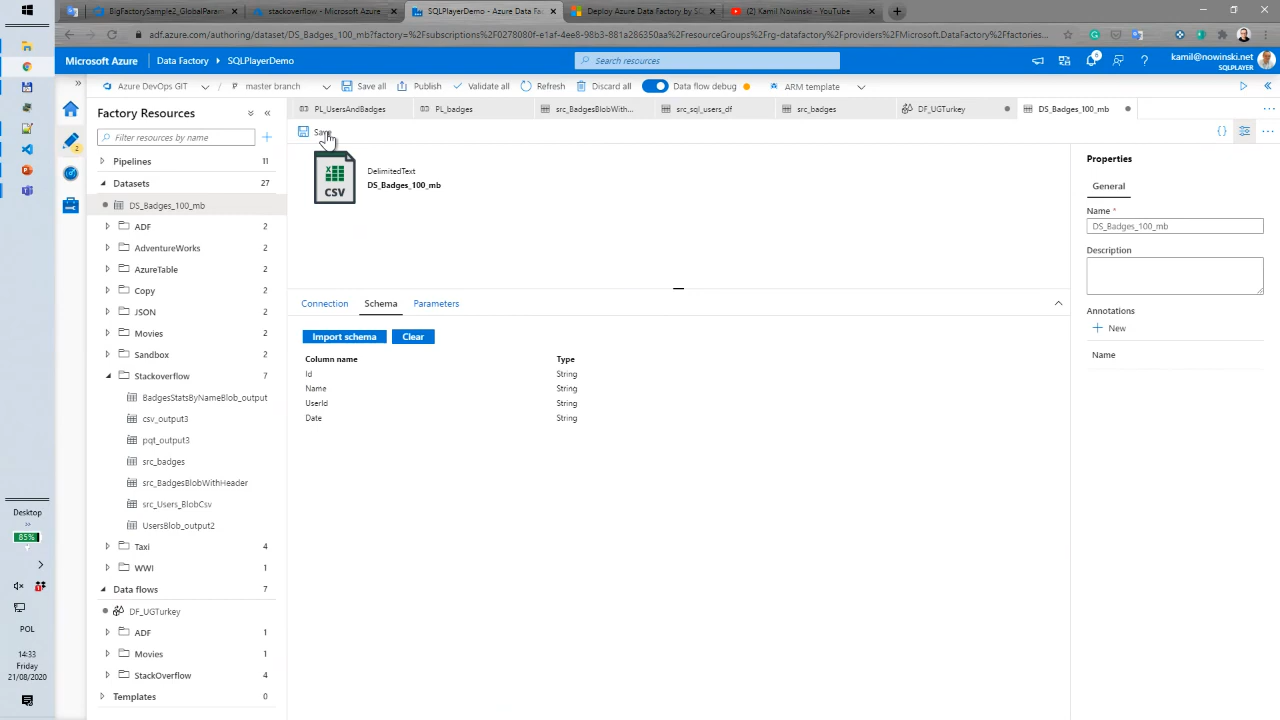 BigFactorySample2_GlobalParam
stackoverflow - Microsoft Azure
SQLPlayerDemo - Azure Data Fac
Deploy Azure Data Factory by SQ
(2) Kamil Nowinski - YouTube
adf.azure.com/authoring/dataset/DS_Badges_100_mb?factory=%2Fsubscriptions%2F0278080f-e1af-4ee8-98b3-881a286350aa%2FresourceGroups%2Frg-datafactory%2Fproviders%2FMicrosoft.DataFactory%2Ffactories...
Microsoft Azure
Data Factory
SQLPlayerDemo
Search resources
kamil@nowinski.net
SQLPLAYER
Azure DevOps GIT
master branch
Save all
Publish
Validate all
Refresh
Discard all
Data flow debug
ARM template
Factory Resources
PL_UsersAndBadges
PL_badges
src_BadgesBlobWith...
src_sql_users_df
src_badges
DF_UGTurkey
DS_Badges_100_mb
Filter resources by name
Save
Pipelines 11
Datasets 27
DS_Badges_100_mb
ADF 2
AdventureWorks 2
AzureTable 2
Copy 2
JSON 2
Movies 2
Sandbox 2
Stackoverflow 7
BadgesStatsByNameBlob_output
csv_output3
pqt_output3
src_badges
src_BadgesBlobWithHeader
src_Users_BlobCsv
UsersBlob_output2
Taxi 4
WWI 1
Data flows 7
DF_UGTurkey
ADF 1
Movies 1
StackOverflow 4
Templates 0
CSV
DelimitedText
DS_Badges_100_mb
Connection
Schema
Parameters
Import schema
Clear
Column name Type
Id String
Name String
UserId String
Date String
Properties
General
Name *
DS_Badges_100_mb
Description
Annotations
New
Name
Desktop
85%
POL
14:33
Friday
21/08/2020